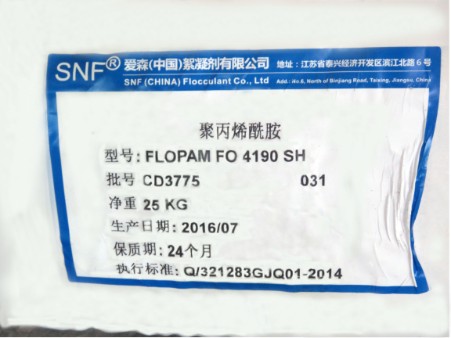 SNF® 爱森(中国)絮凝剂有限公司 地址：江苏省泰兴经济开发区滨江北路6号
SNF (CHINA) Flocculant Co., Ltd Add.: No.6, North of Binjiang Road, Taixing, Jiangsu, China
聚丙烯酰胺
型号: FLOPAM FO 4190 SH
批号 CD3775 031
净重 25 KG
生产日期: 2016/07
保质期: 24个月
执行标准: Q/321283GJQ01-2014